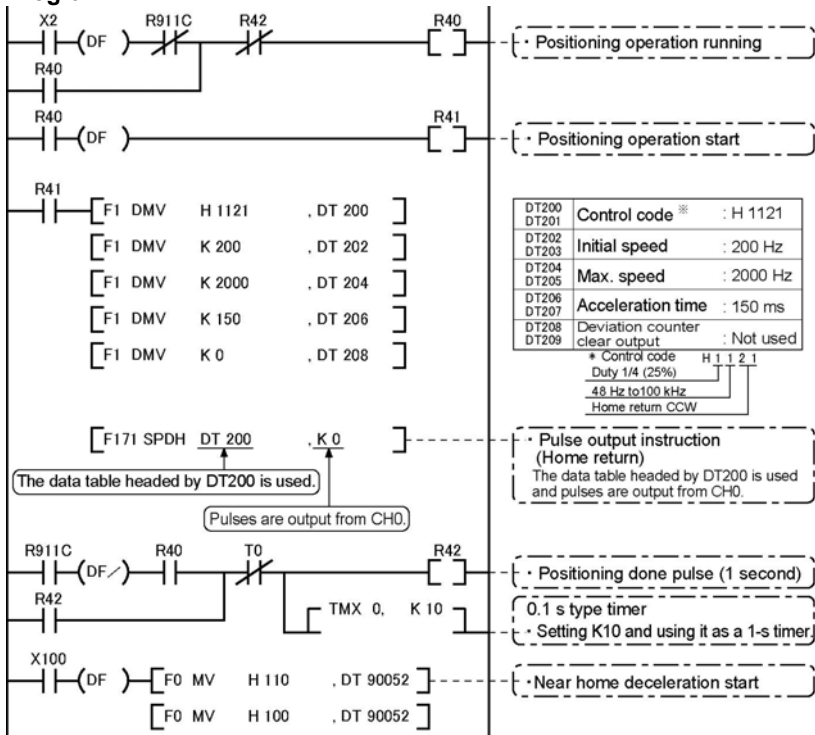 X2 R911C R42 R40
(DF)
· Positioning operation running
R40
R40 R41
(DF)
· Positioning operation start
R41
F1 DMV H 1121 , DT 200
F1 DMV K 200 , DT 202
F1 DMV K 2000 , DT 204
F1 DMV K 150 , DT 206
F1 DMV K 0 , DT 208
DT200 DT201 Control code ※ : H 1121
DT202 DT203 Initial speed : 200 Hz
DT204 DT205 Max. speed : 2000 Hz
DT206 DT207 Acceleration time : 150 ms
DT208 DT209 Deviation counter clear output : Not used
* Control code H 1 1 2 1
Duty 1/4 (25%)
48 Hz to100 kHz
Home return CCW
F171 SPDH DT 200 , K 0
The data table headed by DT200 is used.
Pulses are output from CH0.
· Pulse output instruction
(Home return)
The data table headed by DT200 is used
and pulses are output from CH0.
R911C R40 T0 R42
(DF/)
· Positioning done pulse (1 second)
R42
TMX 0, K 10
0.1 s type timer
· Setting K10 and using it as a 1-s timer.
X100
(DF) F0 MV H 110 , DT 90052
· Near home deceleration start
F0 MV H 100 , DT 90052